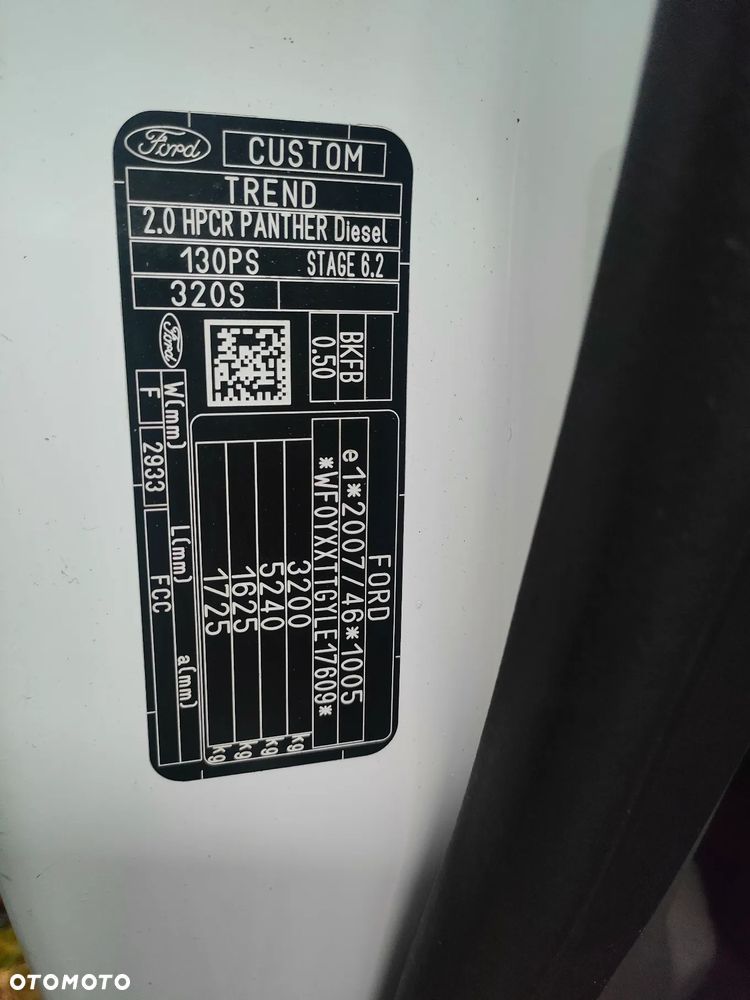 Ford CUSTOM
TREND
2.0 HPCR PANTHER Diesel
130PS STAGE 6.2
320S
Ford
BKFB
0.50
FORD
e1*2007/46*1005
*WF0YXXTTGYLE17609*
3200 kg
5240 kg
1625 kg
1725 kg
W(mm) L(mm) a(mm)
F 2933 FCC
OTOMOTO